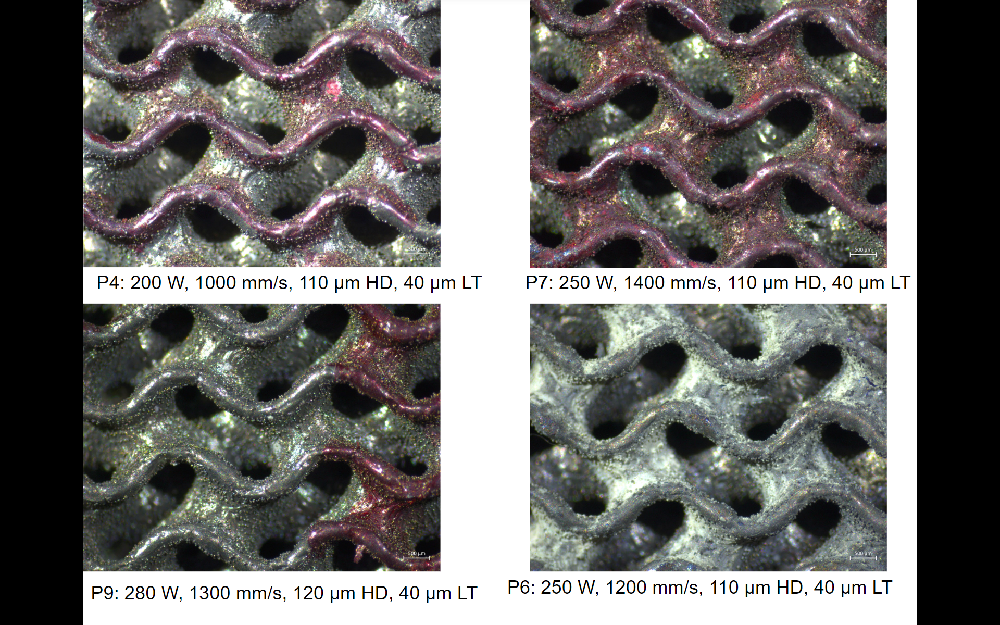 500 µm
500 µm
P4: 200 W, 1000 mm/s, 110 µm HD, 40 µm LT
P7: 250 W, 1400 mm/s, 110 µm HD, 40 µm LT
500 µm
500 µm
P9: 280 W, 1300 mm/s, 120 µm HD, 40 µm LT
P6: 250 W, 1200 mm/s, 110 µm HD, 40 µm LT